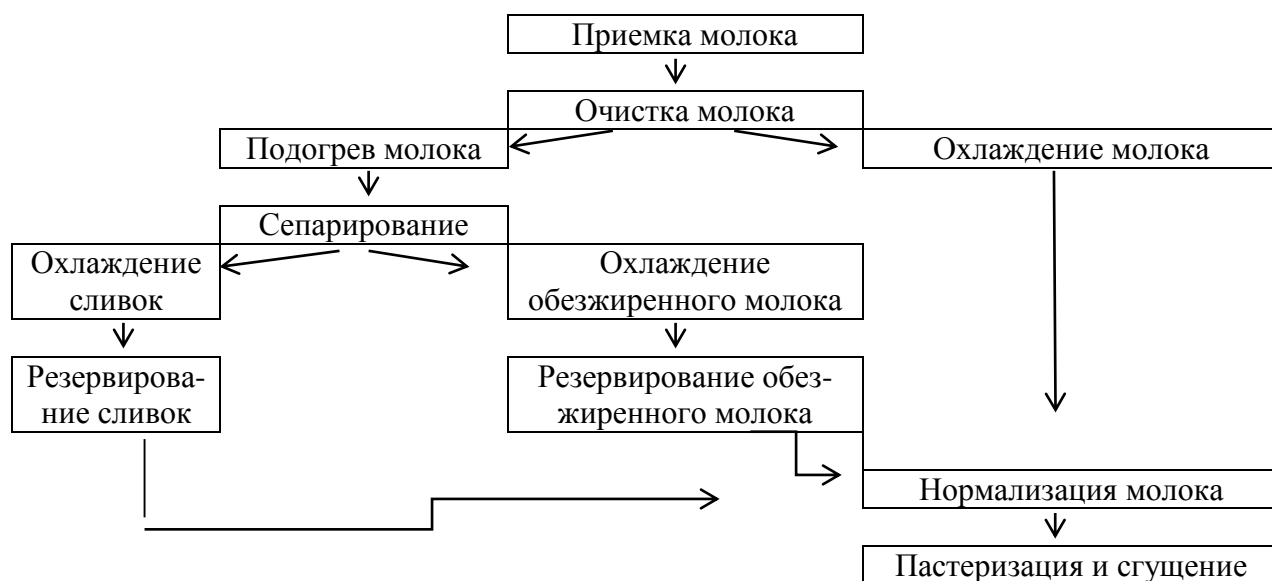 Приемка молока
Очистка молока
Подогрев молока
Охлаждение молока
Сепарирование
Охлаждение
сливок
Охлаждение
обезжиренного молока
Резервирова-
ние сливок
Резервирование обез-
жиренного молока
Нормализация молока
Пастеризация и сгущение